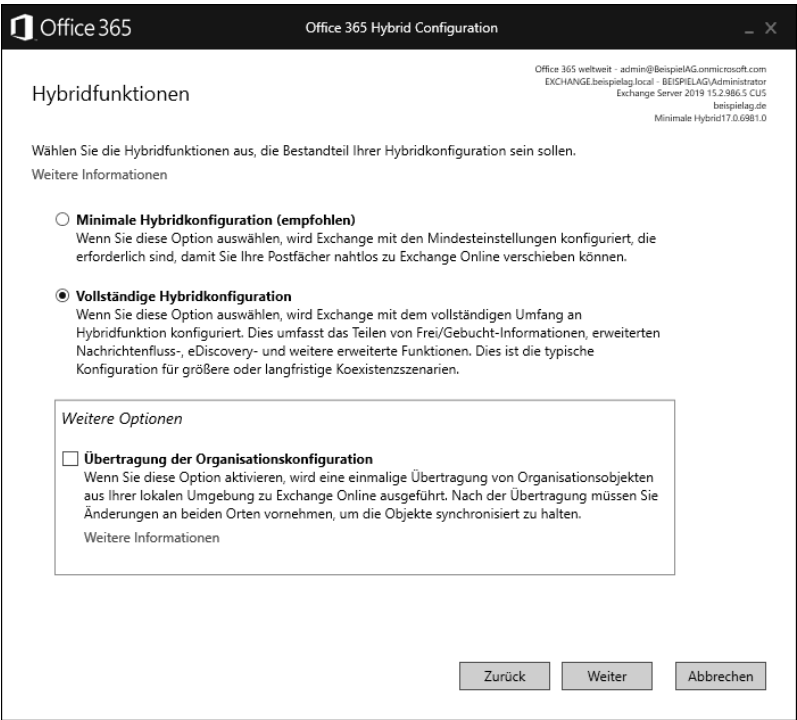 Office 365
Office 365 Hybrid Configuration
Office 365 weltweit - admin@BeispielAG.onmicrosoft.com
EXCHANGE.beispielag.local - BEISPIELAG\Administrator
Exchange Server 2019 15.2.986.5 CU5
beispielag.de
Minimale Hybrid17.0.6981.0
Hybridfunktionen
Wählen Sie die Hybridfunktionen aus, die Bestandteil Ihrer Hybridkonfiguration sein sollen.
Weitere Informationen
Minimale Hybridkonfiguration (empfohlen)
Wenn Sie diese Option auswählen, wird Exchange mit den Mindesteinstellungen konfiguriert, die
erforderlich sind, damit Sie Ihre Postfächer nahtlos zu Exchange Online verschieben können.
Vollständige Hybridkonfiguration
Wenn Sie diese Option auswählen, wird Exchange mit dem vollständigen Umfang an
Hybridfunktion konfiguriert. Dies umfasst das Teilen von Frei/Gebucht-Informationen, erweiterten
Nachrichtenfluss-, eDiscovery- und weitere erweiterte Funktionen. Dies ist die typische
Konfiguration für größere oder langfristige Koexistenzszenarien.
Weitere Optionen
Übertragung der Organisationskonfiguration
Wenn Sie diese Option aktivieren, wird eine einmalige Übertragung von Organisationsobjekten
aus Ihrer lokalen Umgebung zu Exchange Online ausgeführt. Nach der Übertragung müssen Sie
Änderungen an beiden Orten vornehmen, um die Objekte synchronisiert zu halten.
Weitere Informationen
Zurück
Weiter
Abbrechen